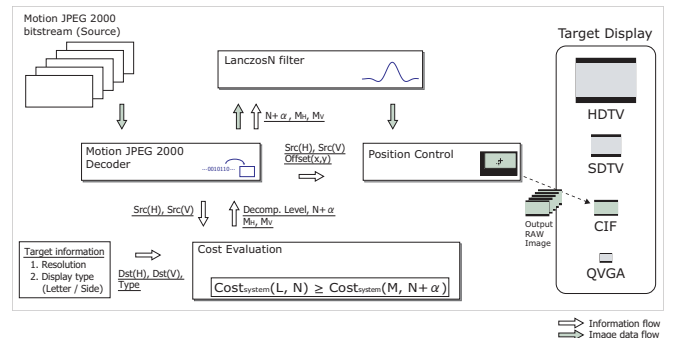 Motion JPEG 2000
bitstream (Source)
LanczosN filter
Target Display
HDTV
SDTV
CIF
QVGA
N+α, MH, MV
Motion JPEG 2000
Decoder
---0010110---
Src(H), Src(V)
Offset(x,y)
Position Control
Output
RAW
Image
Src(H), Src(V)
Decomp. Level, N+α
MH, MV
Target information
1. Resolution
2. Display type
(Letter / Side)
Dst(H), Dst(V),
Type
Cost Evaluation
Costsystem(L, N) ≥ Costsystem(M, N+α)
Information flow
Image data flow